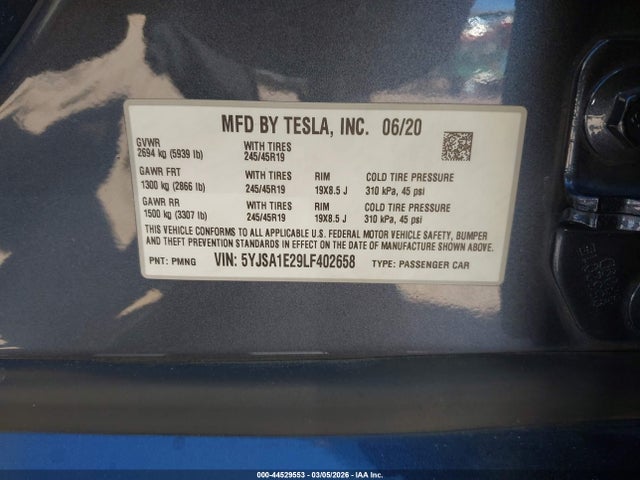 MFD BY TESLA, INC. 06/20
GVWR WITH TIRES
2694 kg (5939 lb) 245/45R19
GAWR FRT WITH TIRES RIM COLD TIRE PRESSURE
1300 kg (2866 lb) 245/45R19 19X8.5 J 310 kPa, 45 psi
GAWR RR WITH TIRES RIM COLD TIRE PRESSURE
1500 kg (3307 lb) 245/45R19 19X8.5 J 310 kPa, 45 psi
THIS VEHICLE CONFORMS TO ALL APPLICABLE U.S. FEDERAL MOTOR VEHICLE SAFETY, BUMPER
AND THEFT PREVENTION STANDARDS IN EFFECT ON THE DATE OF MANUFACTURE SHOWN ABOVE.
PNT: PMNG VIN: 5YJSA1E29LF402658 TYPE: PASSENGER CAR
000-44529553 - 03/05/2026 - IAA Inc.